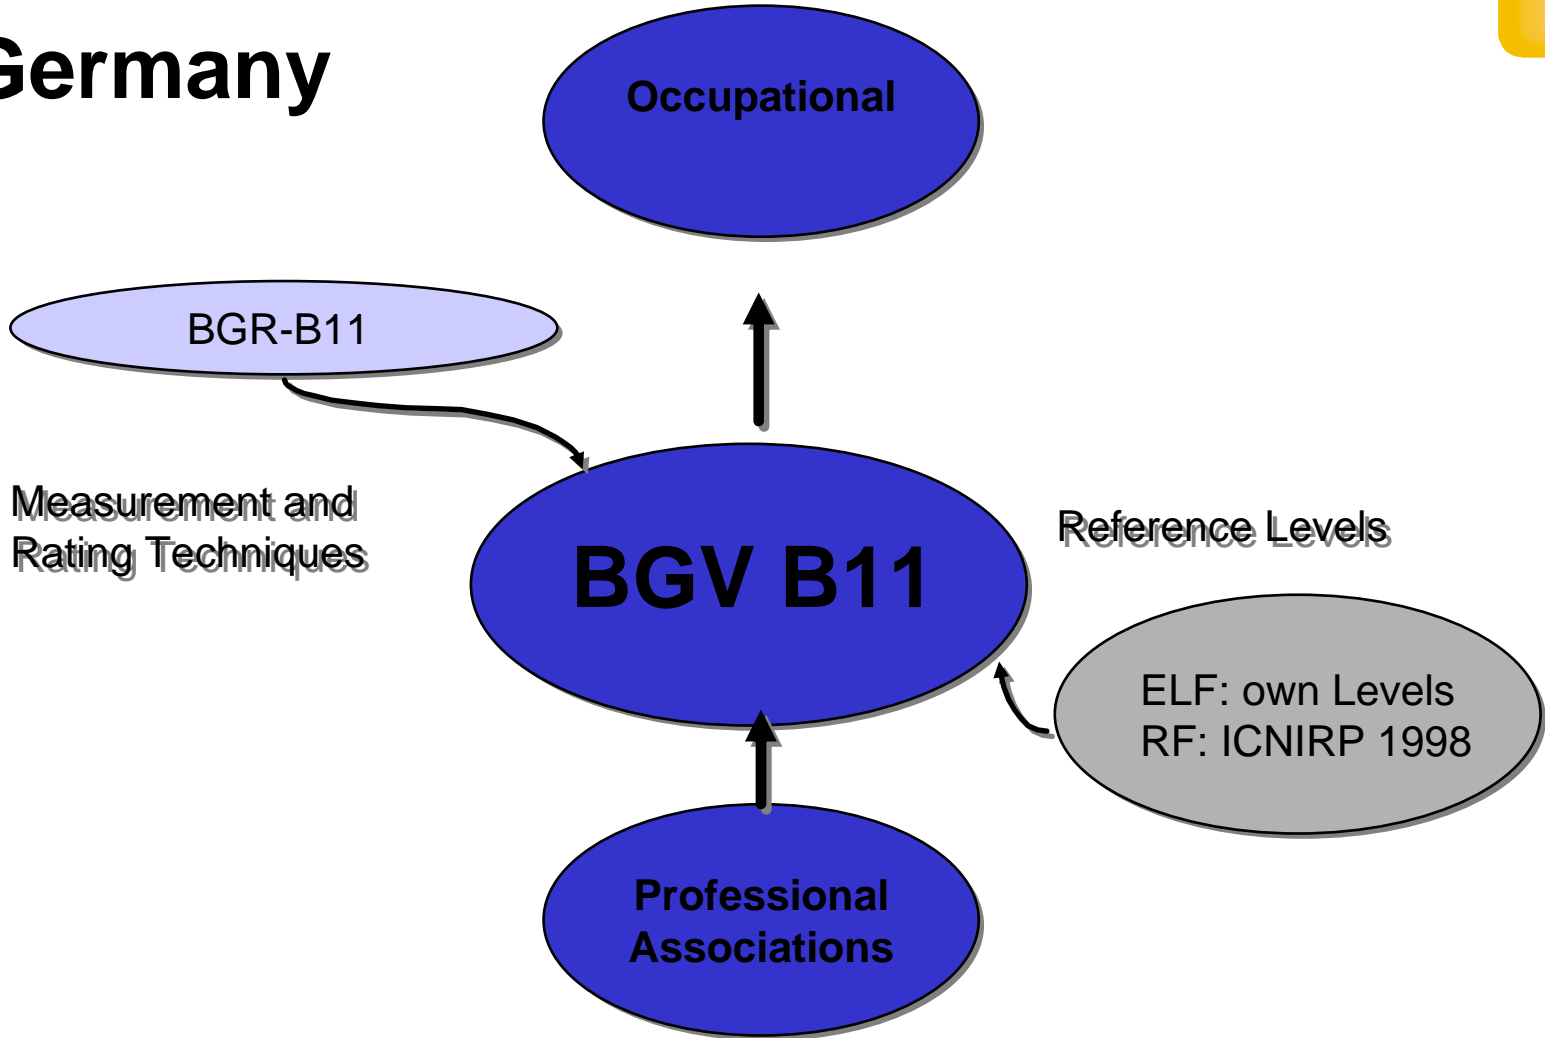 Germany
Occupational
BGR-B11
Measurement and
Rating Techniques
BGV B11
Reference Levels
ELF: own Levels
RF: ICNIRP 1998
Professional
Associations